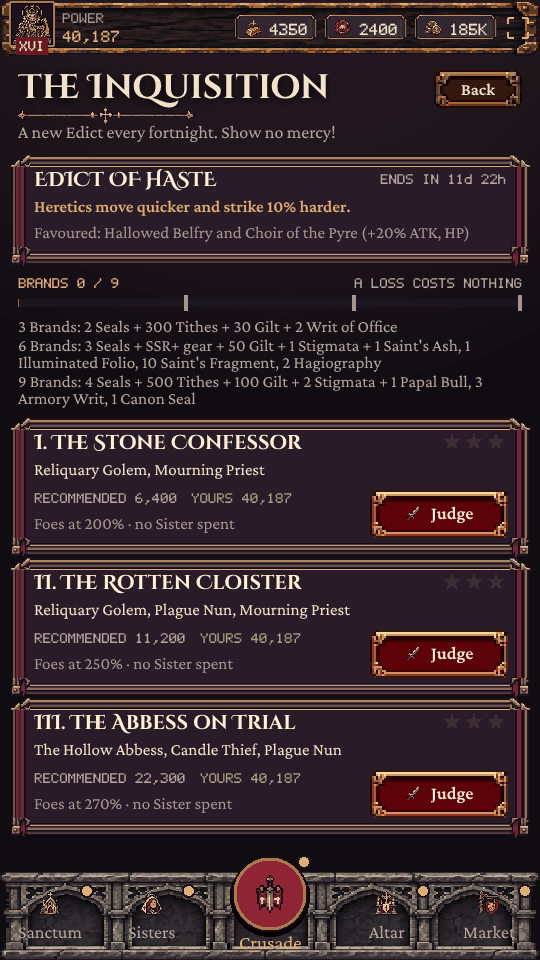 POWER
40,187
XVI
4350
2400
185K
The Inquisition
Back
A new Edict every fortnight. Show no mercy!
Edict of Haste
ENDS IN 11d 22h
Heretics move quicker and strike 10% harder.
Favoured: Hallowed Belfry and Choir of the Pyre (+20% ATK, HP)
BRANDS 0 / 9
A LOSS COSTS NOTHING
3 Brands: 2 Seals + 300 Tithes + 30 Gilt + 2 Writ of Office
6 Brands: 3 Seals + SSR+ gear + 50 Gilt + 1 Stigmata + 1 Saint's Ash, 1
Illuminated Folio, 10 Saint's Fragment, 2 Hagiography
9 Brands: 4 Seals + 500 Tithes + 100 Gilt + 2 Stigmata + 1 Papal Bull, 3
Armory Writ, 1 Canon Seal
I. The Stone Confessor
Reliquary Golem, Mourning Priest
RECOMMENDED 6,400 YOURS 40,187
Foes at 200% · no Sister spent
Judge
II. The Rotten Cloister
Reliquary Golem, Plague Nun, Mourning Priest
RECOMMENDED 11,200 YOURS 40,187
Foes at 250% · no Sister spent
Judge
III. The Abbess on Trial
The Hollow Abbess, Candle Thief, Plague Nun
RECOMMENDED 22,300 YOURS 40,187
Foes at 270% · no Sister spent
Judge
Sanctum
Sisters
Crusade
Altar
Market